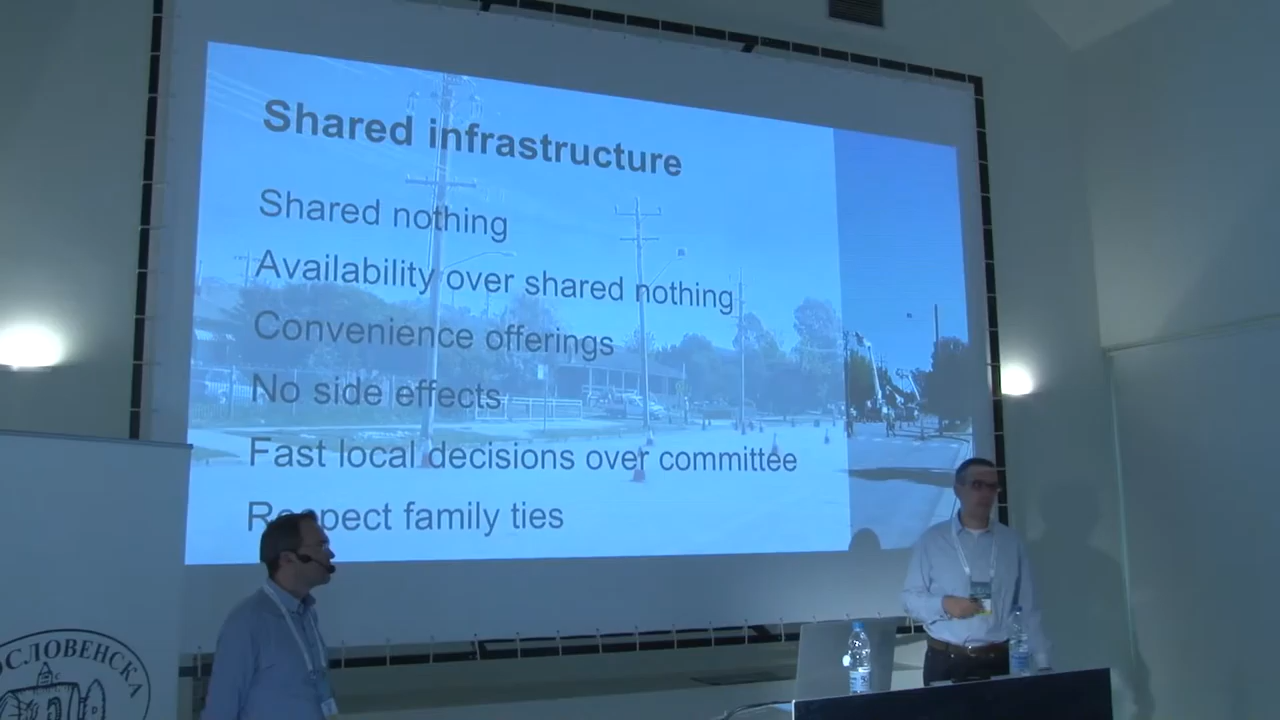 Shared infrastructure
Shared nothing
Availability over shared nothing
Convenience offerings
No side effects
Fast local decisions over committee
Respect family ties